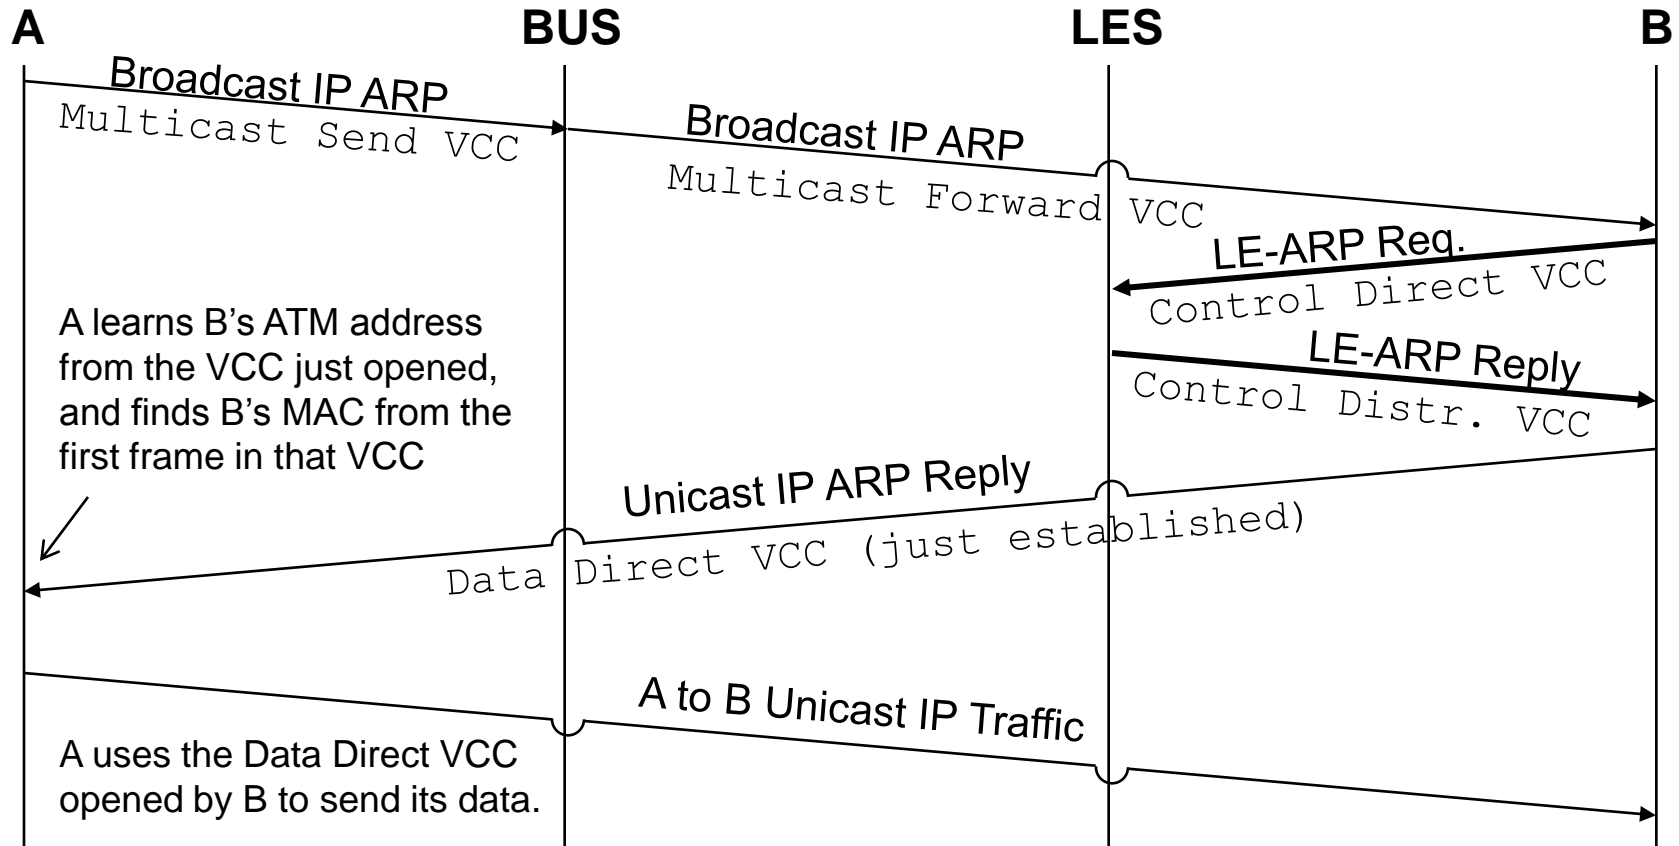 A BUS LES B
Broadcast IP ARP
Multicast Send VCC
Broadcast IP ARP
Multicast Forward VCC
LE-ARP Req.
Control Direct VCC
LE-ARP Reply
Control Distr. VCC
A learns B’s ATM address
from the VCC just opened,
and finds B’s MAC from the
first frame in that VCC
Unicast IP ARP Reply
Data Direct VCC (just established)
A to B Unicast IP Traffic
A uses the Data Direct VCC
opened by B to send its data.